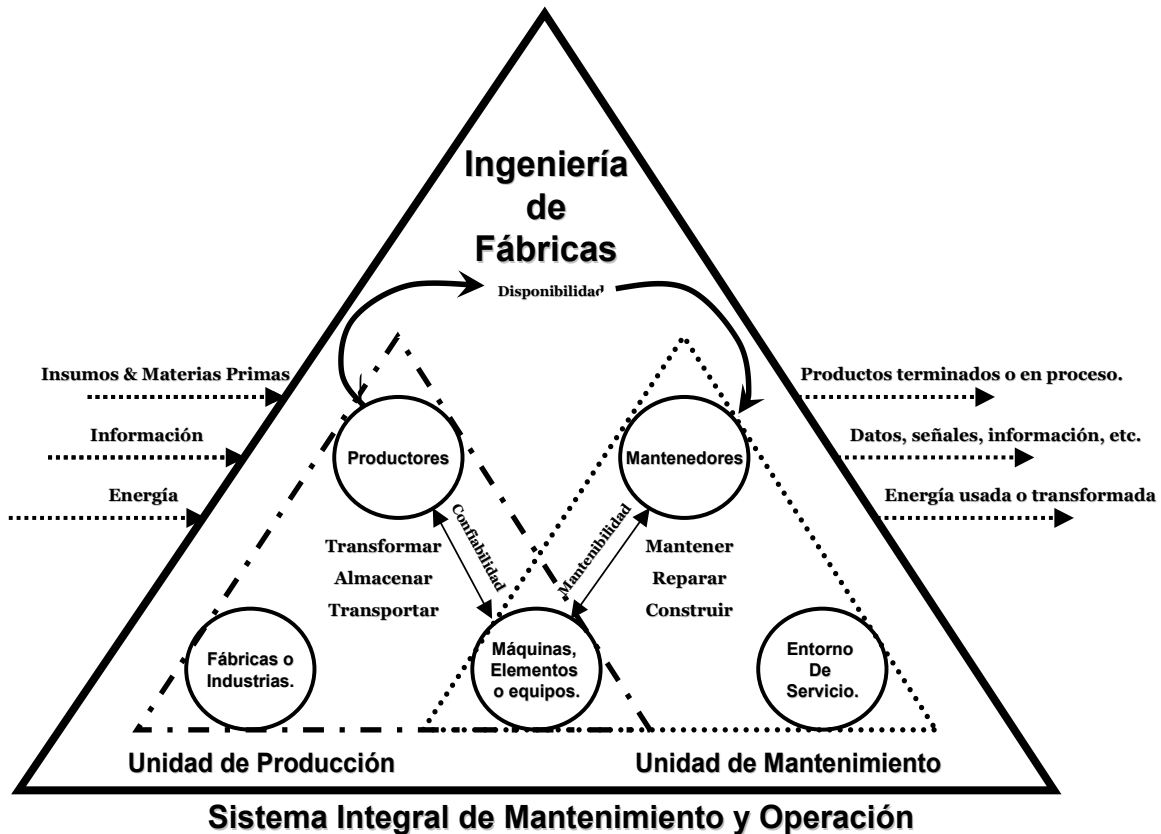 Ingeniería
de
Fábricas
Disponibilidad
Insumos & Materias Primas
Información
Energía
Productos terminados o en proceso.
Datos, señales, información, etc.
Energía usada o transformada
Productores
Mantenedores
Confiabilidad
Mantenibilidad
Transformar
Almacenar
Transportar
Mantener
Reparar
Construir
Fábricas o
Industrias.
Máquinas,
Elementos
o equipos.
Entorno
De
Servicio.
Unidad de Producción
Unidad de Mantenimiento
Sistema Integral de Mantenimiento y Operación